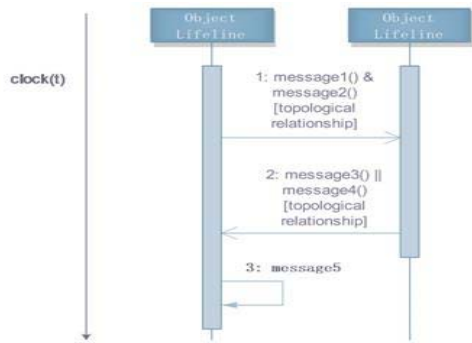 Object
Lifeline
Object
Lifeline
clock(t)
1: message1() &
message2()
[topological
relationship]
2: message3() ||
message4()
[topological
relationship]
3: message5